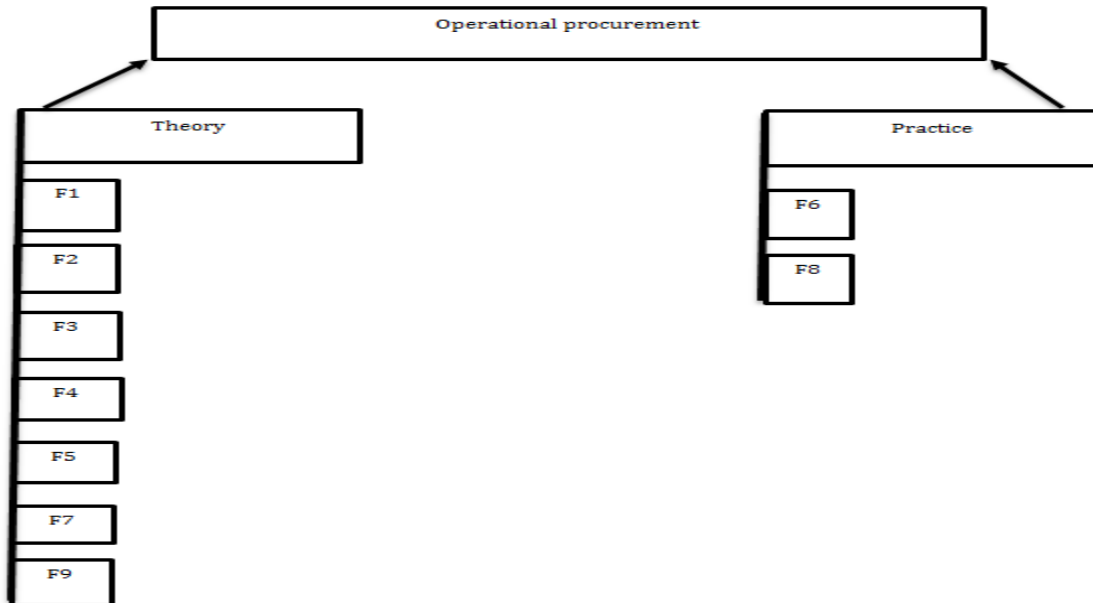 Operational procurement
Theory
Practice
F1
F2
F3
F4
F5
F7
F9
F6
F8